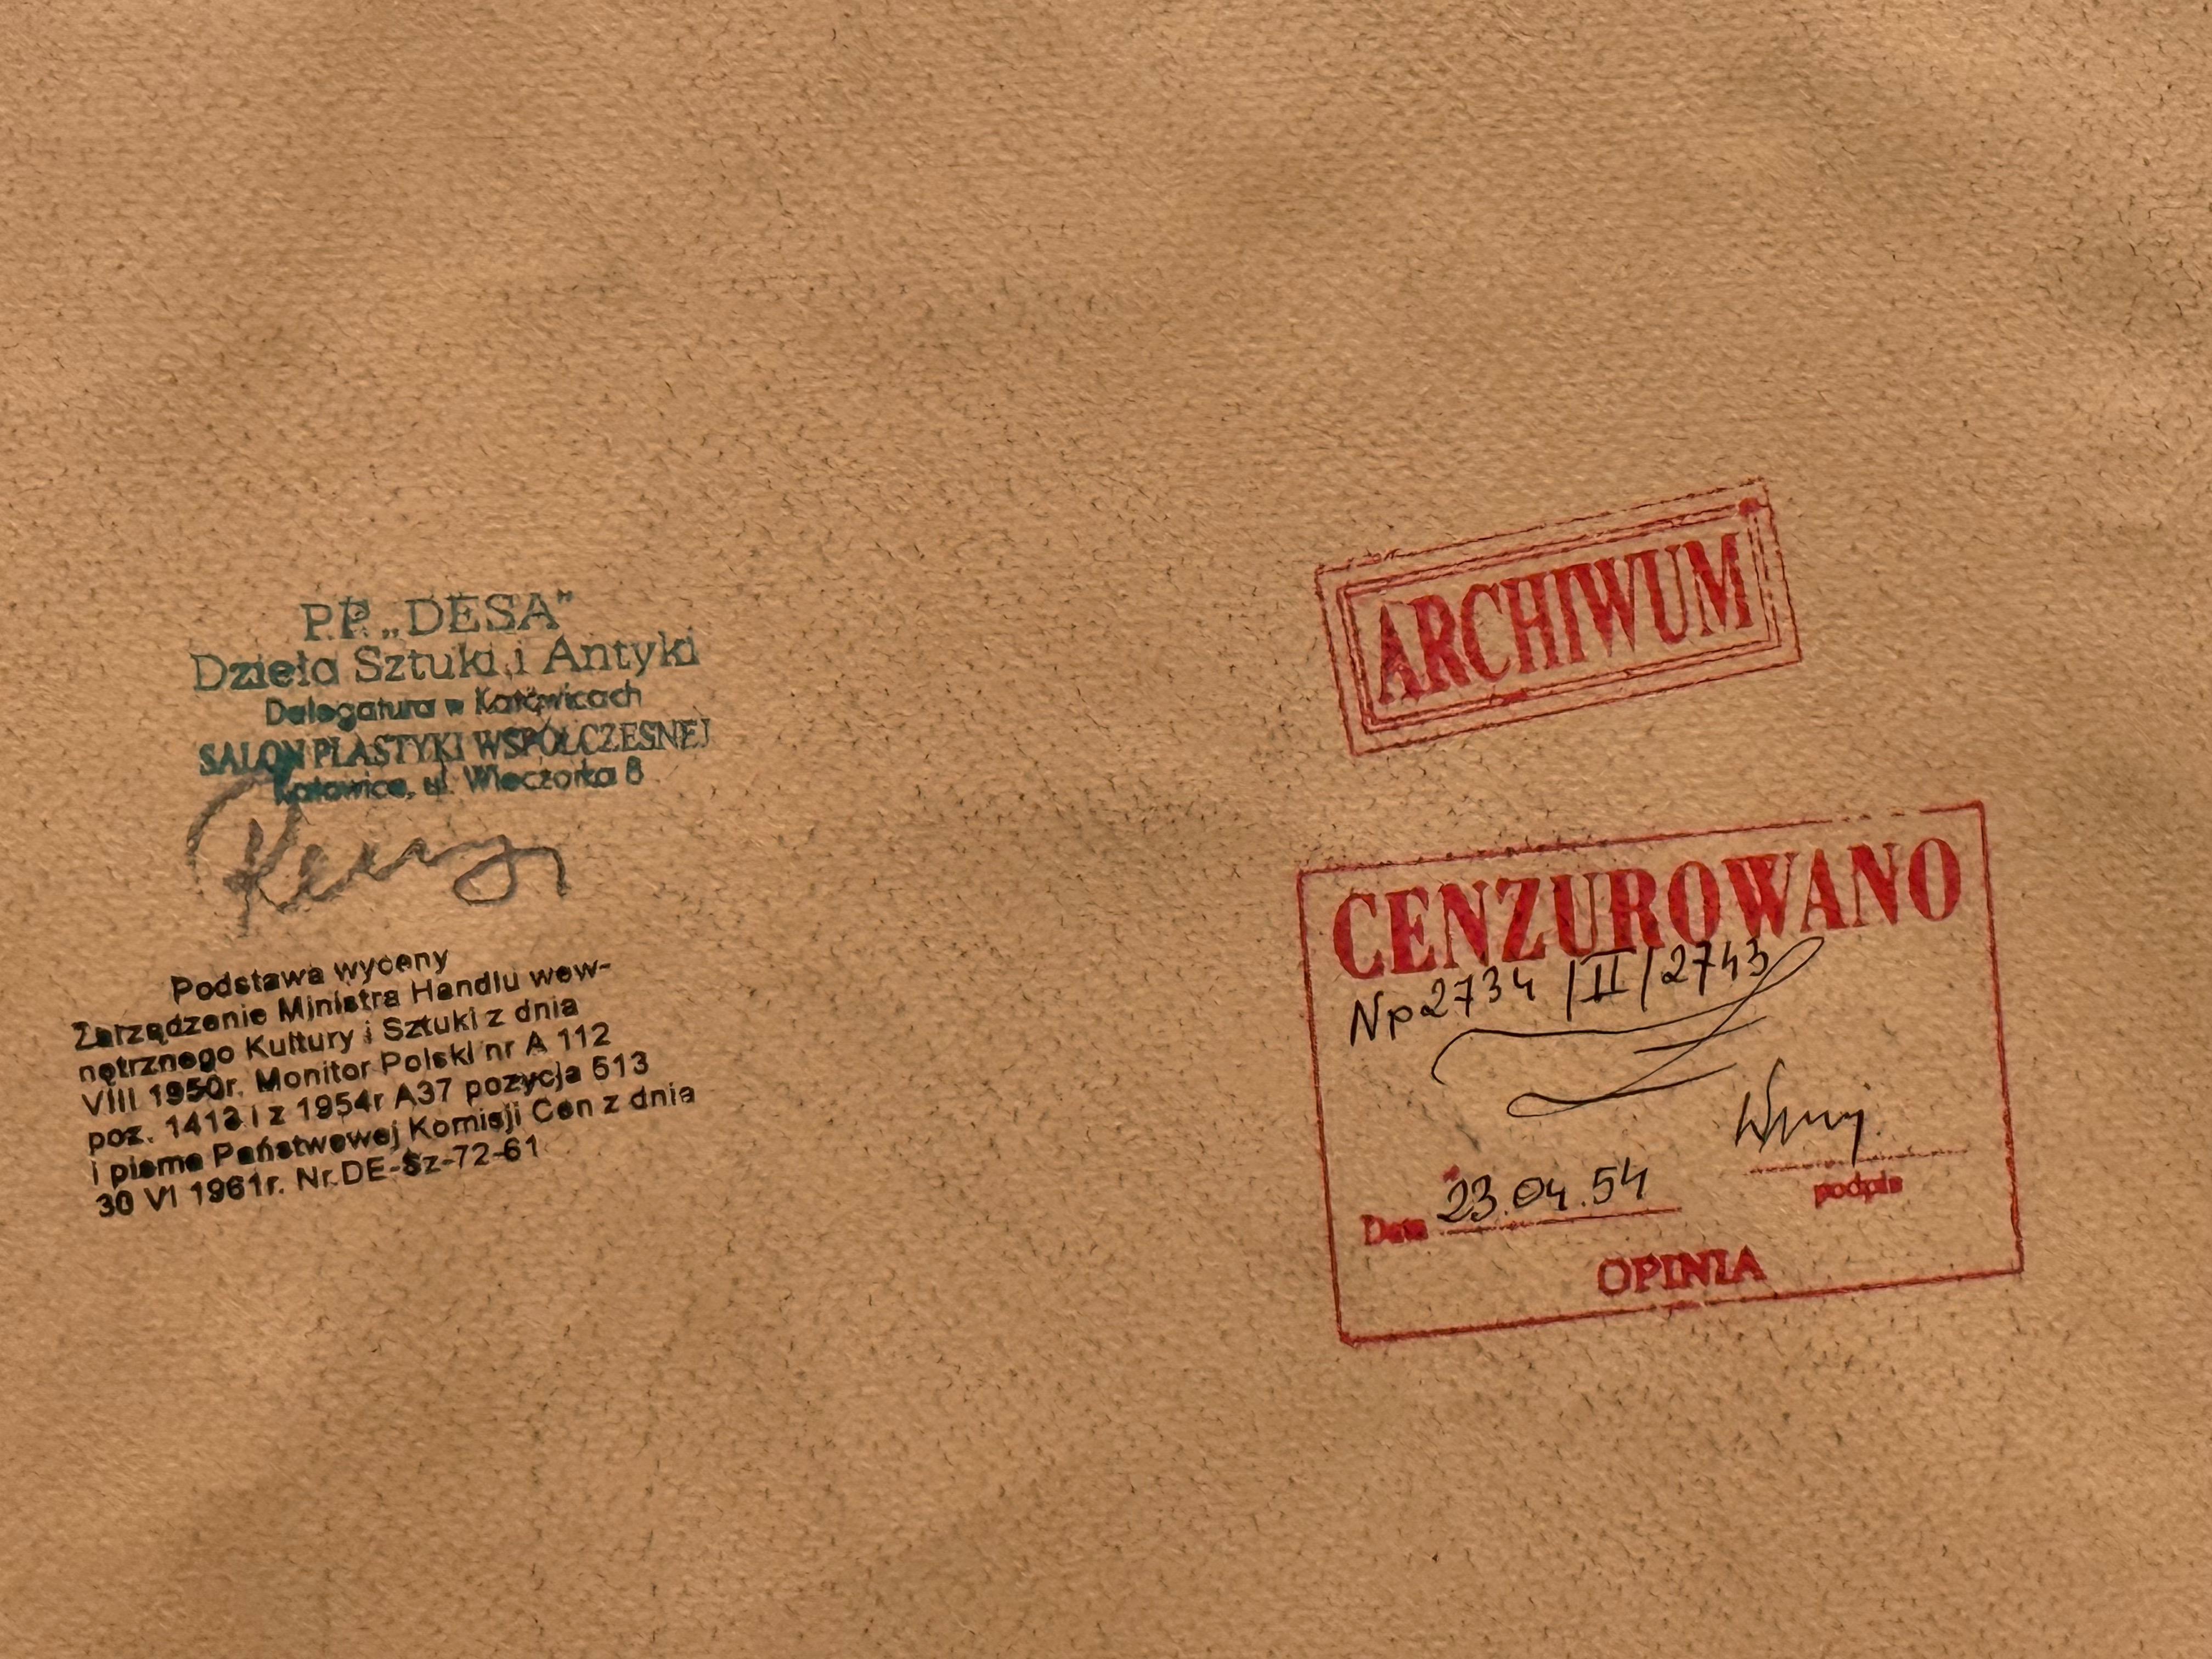 P.P. „DESA"
Dzieła Sztuki i Antyki
Delegatura w Katowicach
SALON PLASTYKI WSPÓŁCZESNEJ
Katowice, ul. Wieczorka 8
Podstawa wyceny
Zarządzenie Ministra Handlu wew-
nętrznego Kultury i Sztuki z dnia
VIII 1950r. Monitor Polski nr A 112
poz. 1412 i z 1954r A37 pozycja 513
i pisma Państwowej Komisji Cen z dnia
30 VI 1961r. Nr.DE-Sz-72-61
ARCHIWUM
CENZUROWANO
Np2734/II/2743
Data 23.04.54
podpis
OPINIA